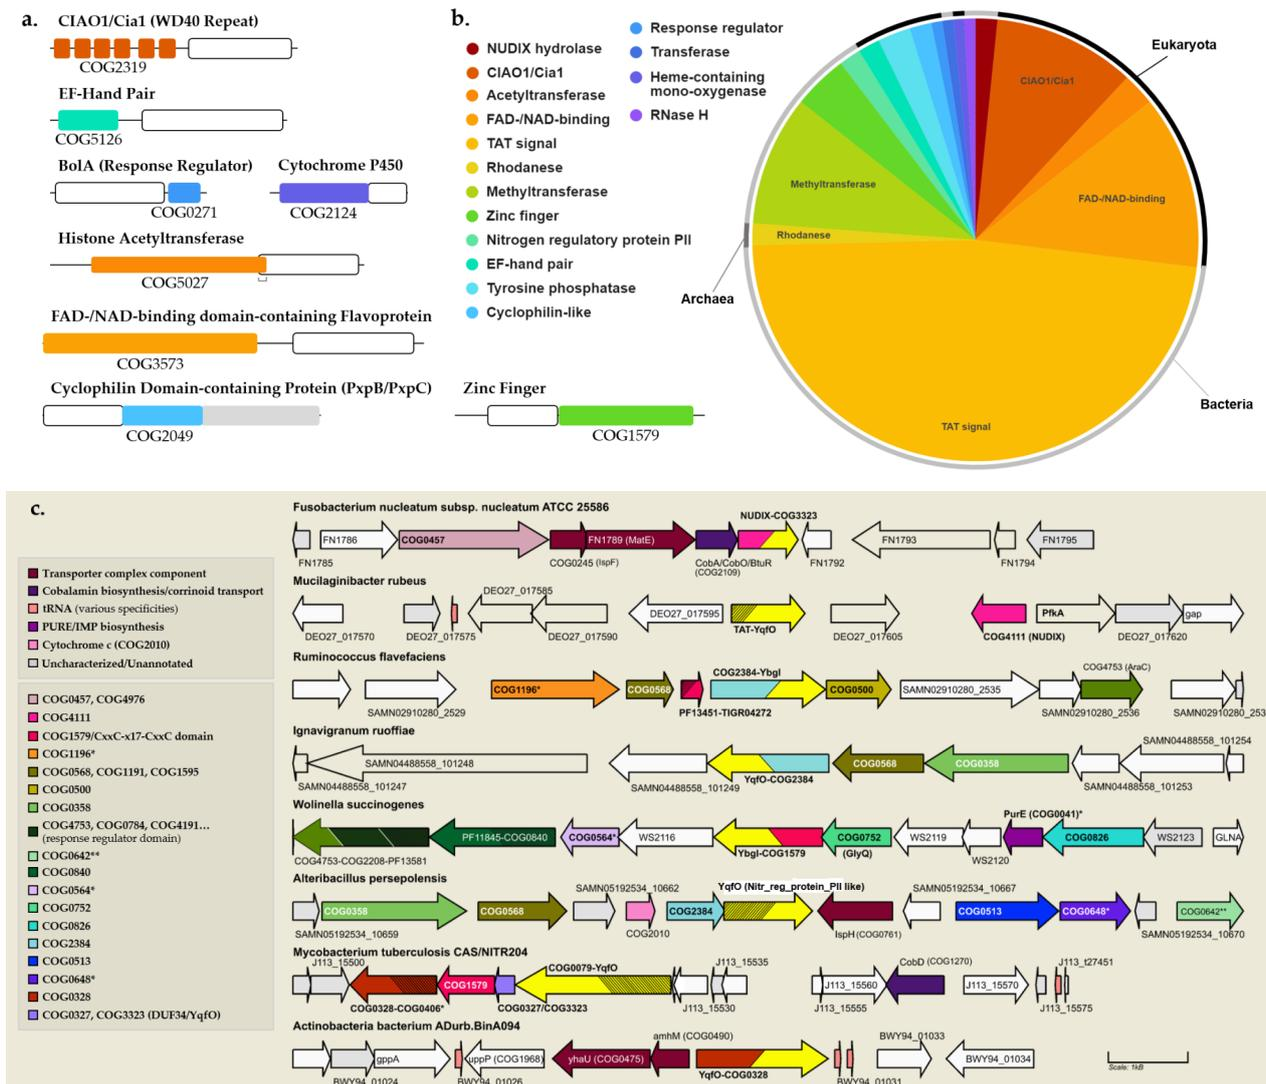 a.
CIAO1/Cia1 (WD40 Repeat)
COG2319
EF-Hand Pair
COG5126
BolA (Response Regulator)
COG0271
Cytochrome P450
COG2124
Histone Acetyltransferase
COG5027
FAD-/NAD-binding domain-containing Flavoprotein
COG3573
Cyclophilin Domain-containing Protein (PxpB/PxpC)
COG2049
Zinc Finger
COG1579
b.
NUDIX hydrolase
CIAO1/Cia1
Acetyltransferase
FAD-/NAD-binding
TAT signal
Rhodanese
Methyltransferase
Zinc finger
Nitrogen regulatory protein PII
EF-hand pair
Tyrosine phosphatase
Cyclophilin-like
Response regulator
Transferase
Heme-containing
mono-oxygenase
RNase H
CIAO1/Cia1
FAD-/NAD-binding
Methyltransferase
Rhodanese
TAT signal
Eukaryota
Archaea
Bacteria
c.
Transporter complex component
Cobalamin biosynthesis/corrinoid transport
tRNA (various specificities)
PURE/IMP biosynthesis
Cytochrome c (COG2010)
Uncharacterized/Unannotated
COG0457, COG4976
COG4111
COG1579/CxxC-x17-CxxC domain
COG1196*
COG0568, COG1191, COG1595
COG0500
COG0358
COG4753, COG0784, COG4191...
(response regulator domain)
COG0642**
COG0840
COG0564*
COG0752
COG0826
COG2384
COG0513
COG0648*
COG0328
COG0327, COG3323 (DUF34/YqfO)
Fusobacterium nucleatum subsp. nucleatum ATCC 25586
NUDIX-COG3323
FN1786
COG0457
FN1789 (MatE)
FN1793
FN1795
FN1785
COG0245 (IspF)
CobA/CobO/BtuR
(COG2109)
FN1792
FN1794
Mucilaginibacter rubeus
DEO27_017585
DEO27_017595
PfkA
gap
DEO27_017570
DEO27_017575
DEO27_017590
TAT-YqfO
DEO27_017605
COG4111 (NUDIX)
DEO27_017620
Ruminococcus flavefaciens
COG2384-YbgI
COG4753 (AraC)
COG1196*
COG0568
COG0500
SAMN02910280_2535
SAMN02910280_2529
PF13451-TIGR04272
SAMN02910280_2536
SAMN02910280_253
Ignavigranum ruoffiae
SAMN04488558_101254
SAMN04488558_101248
COG0568
COG0358
SAMN04488558_101247
SAMN04488558_101249
YqfO-COG2384
SAMN04488558_101253
Wolinella succinogenes
PurE (COG0041)*
PF11845-COG0840
COG0564*
WS2116
COG0752
WS2119
COG0826
WS2123
GLNA
COG4753-COG2208-PF13581
YbgI-COG1579
(GlyQ)
WS2120
Alteribacillus persepolensis
SAMN05192534_10662
YqfO (Nitr_reg_protein_PII like)
SAMN05192534_10667
COG0358
COG0568
COG2384
COG0513
COG0648*
COG0642**
SAMN05192534_10659
COG2010
IspH (COG0761)
SAMN05192534_10670
Mycobacterium tuberculosis CAS/NITR204
J113_15500
COG0079-YqfO
J113_15535
CobD (COG1270)
J113_t27451
COG1579
J113_15560
J113_15570
COG0328-COG0406*
COG0327/COG3323
J113_15530
J113_15555
J113_15575
Actinobacteria bacterium ADurb.BinA094
amhM (COG0490)
BWY94_01033
gppA
uppP (COG1968)
yhaU (COG0475)
BWY94_01034
BWY94_01024
BWY94_01026
YqfO-COG0328
BWY94_01031
Scale: 1kB